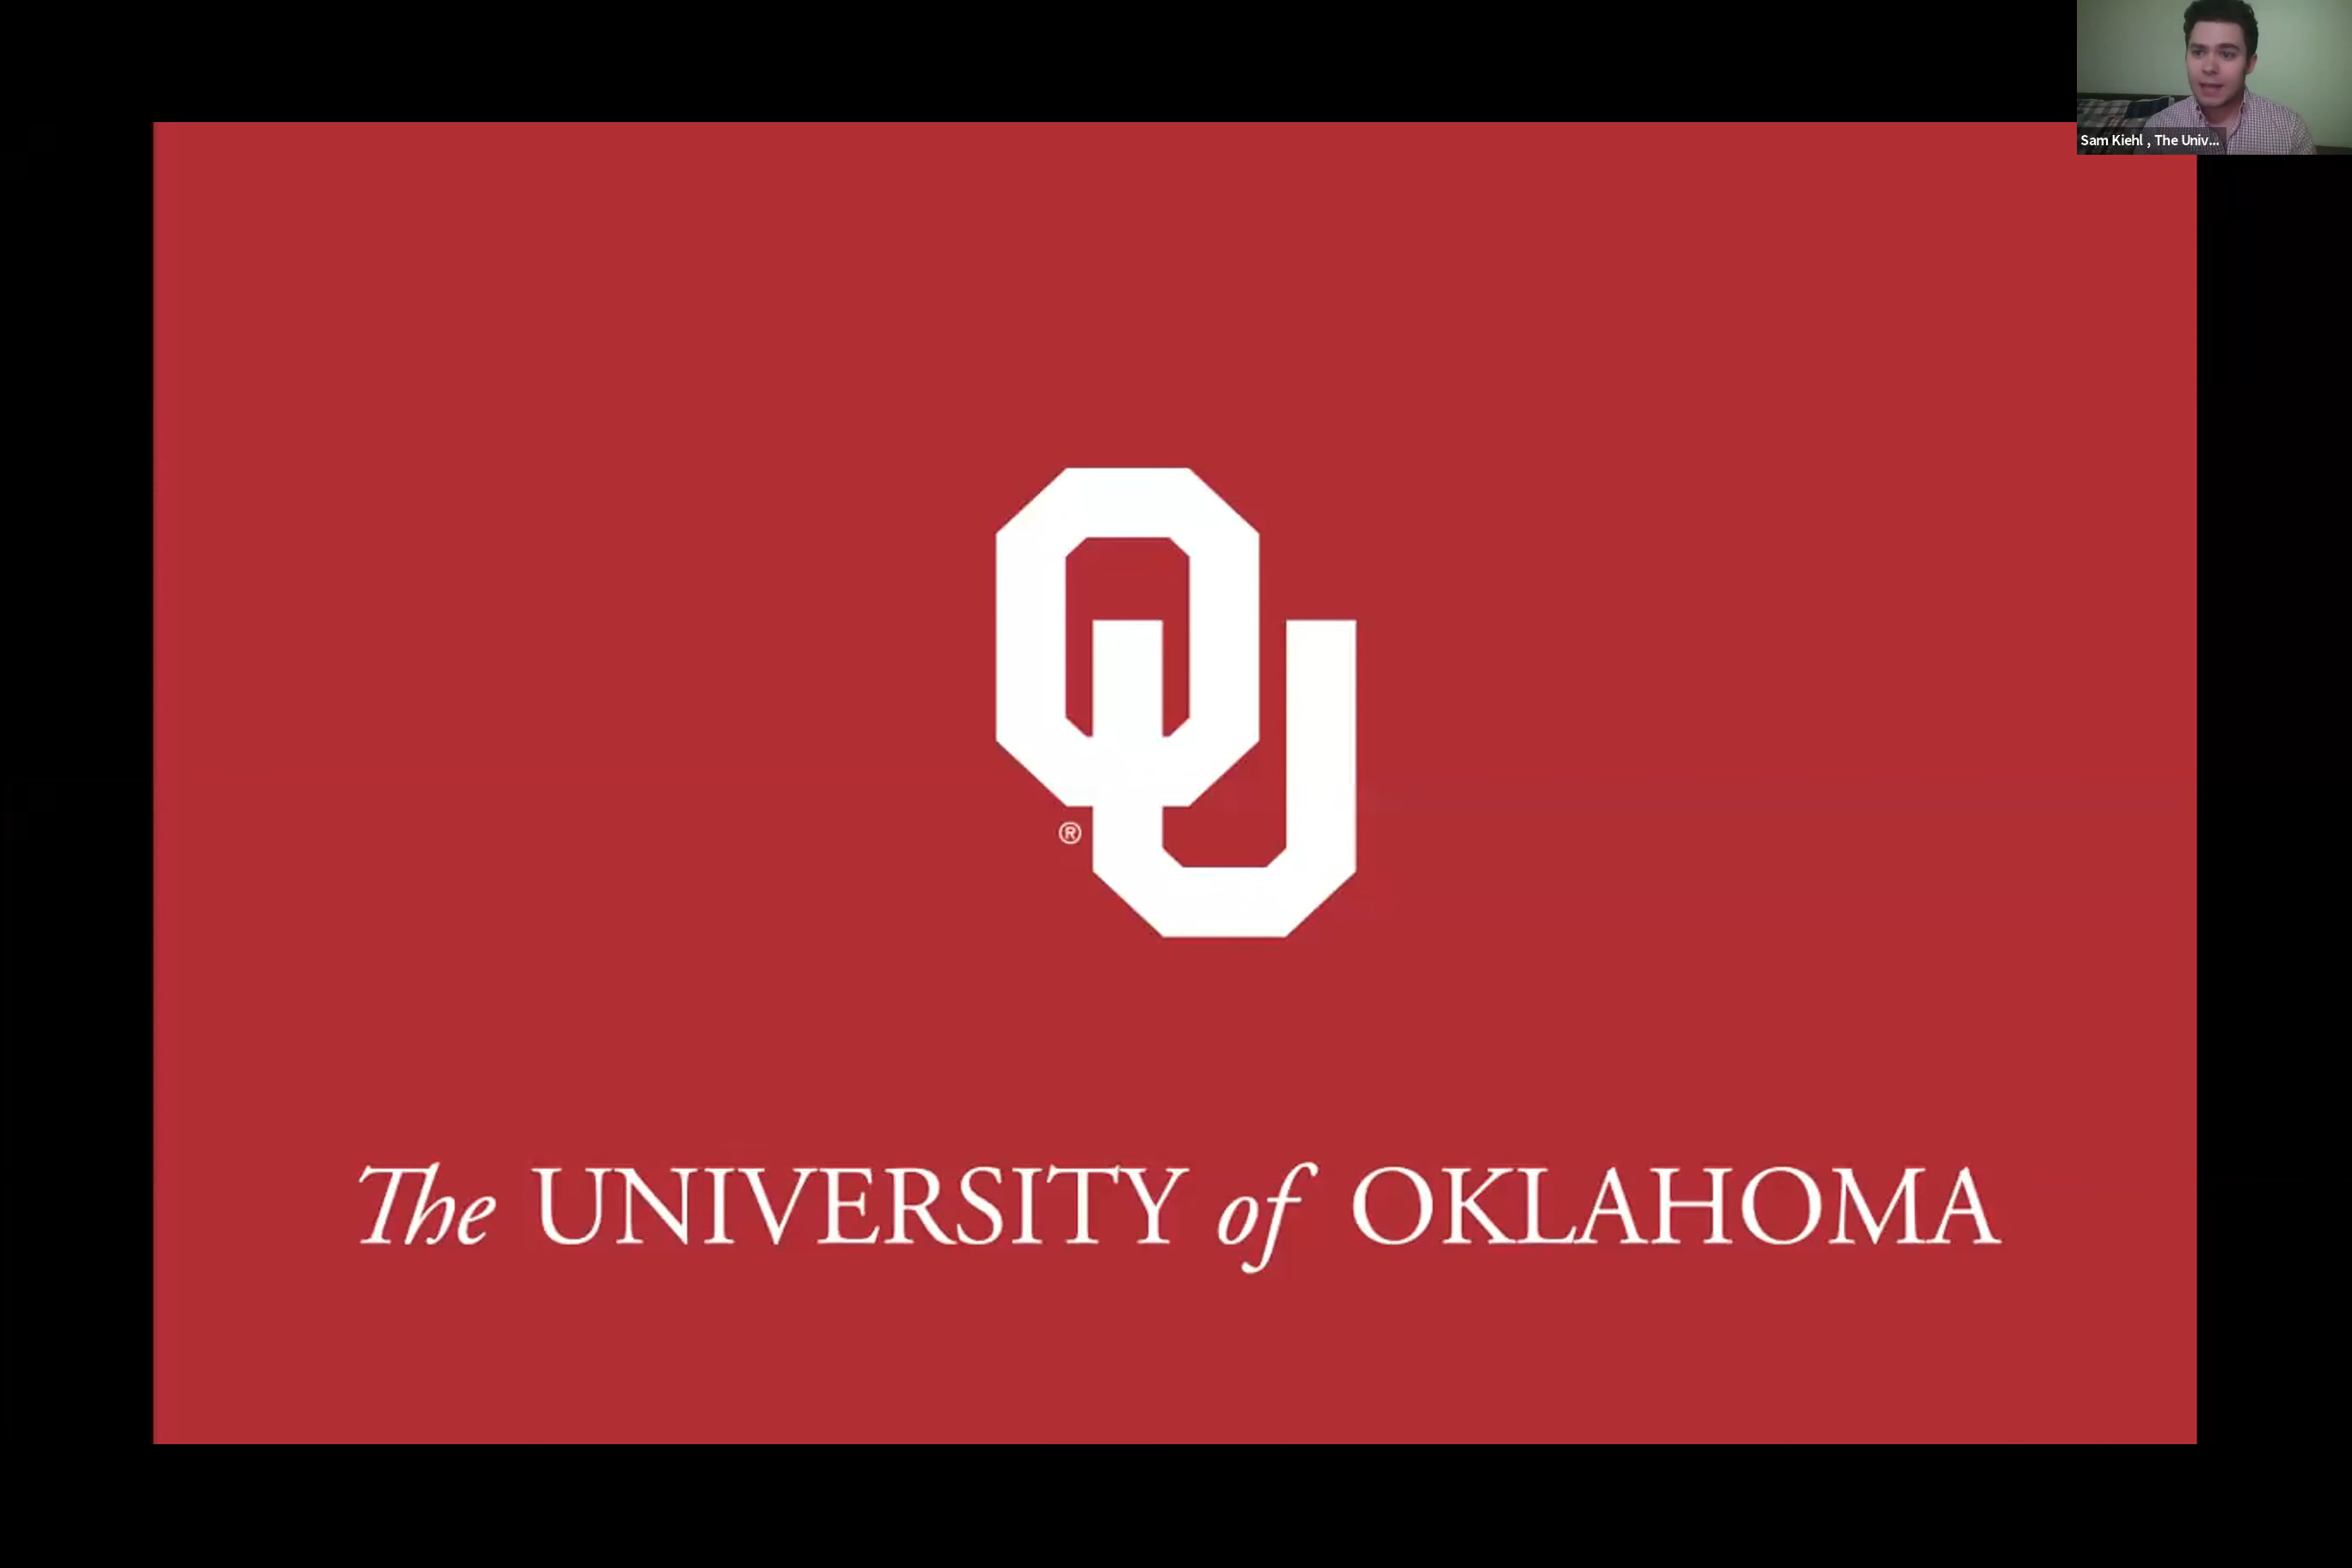 Sam Kiehl , The Univ...
OU
®
The UNIVERSITY of OKLAHOMA